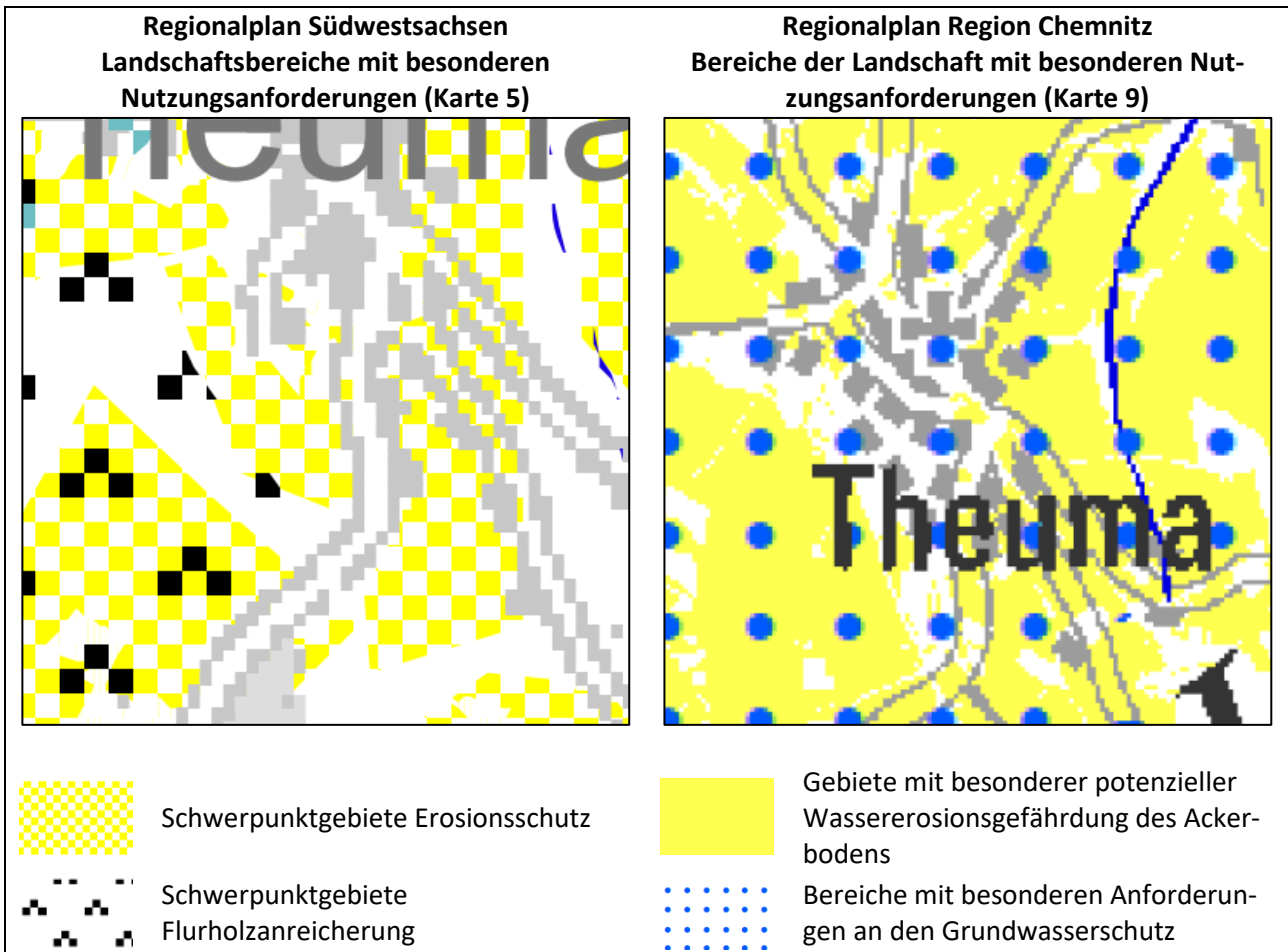 Regionalplan Südwestsachsen
Landschaftsbereiche mit besonderen
Nutzungsanforderungen (Karte 5)
Regionalplan Region Chemnitz
Bereiche der Landschaft mit besonderen Nut-
zungsanforderungen (Karte 9)
Theuma
Theuma
Schwerpunktgebiete Erosionsschutz
Schwerpunktgebiete
Flurholzanreicherung
Gebiete mit besonderer potenzieller
Wassererosionsgefährdung des Acker-
bodens
Bereiche mit besonderen Anforderun-
gen an den Grundwasserschutz